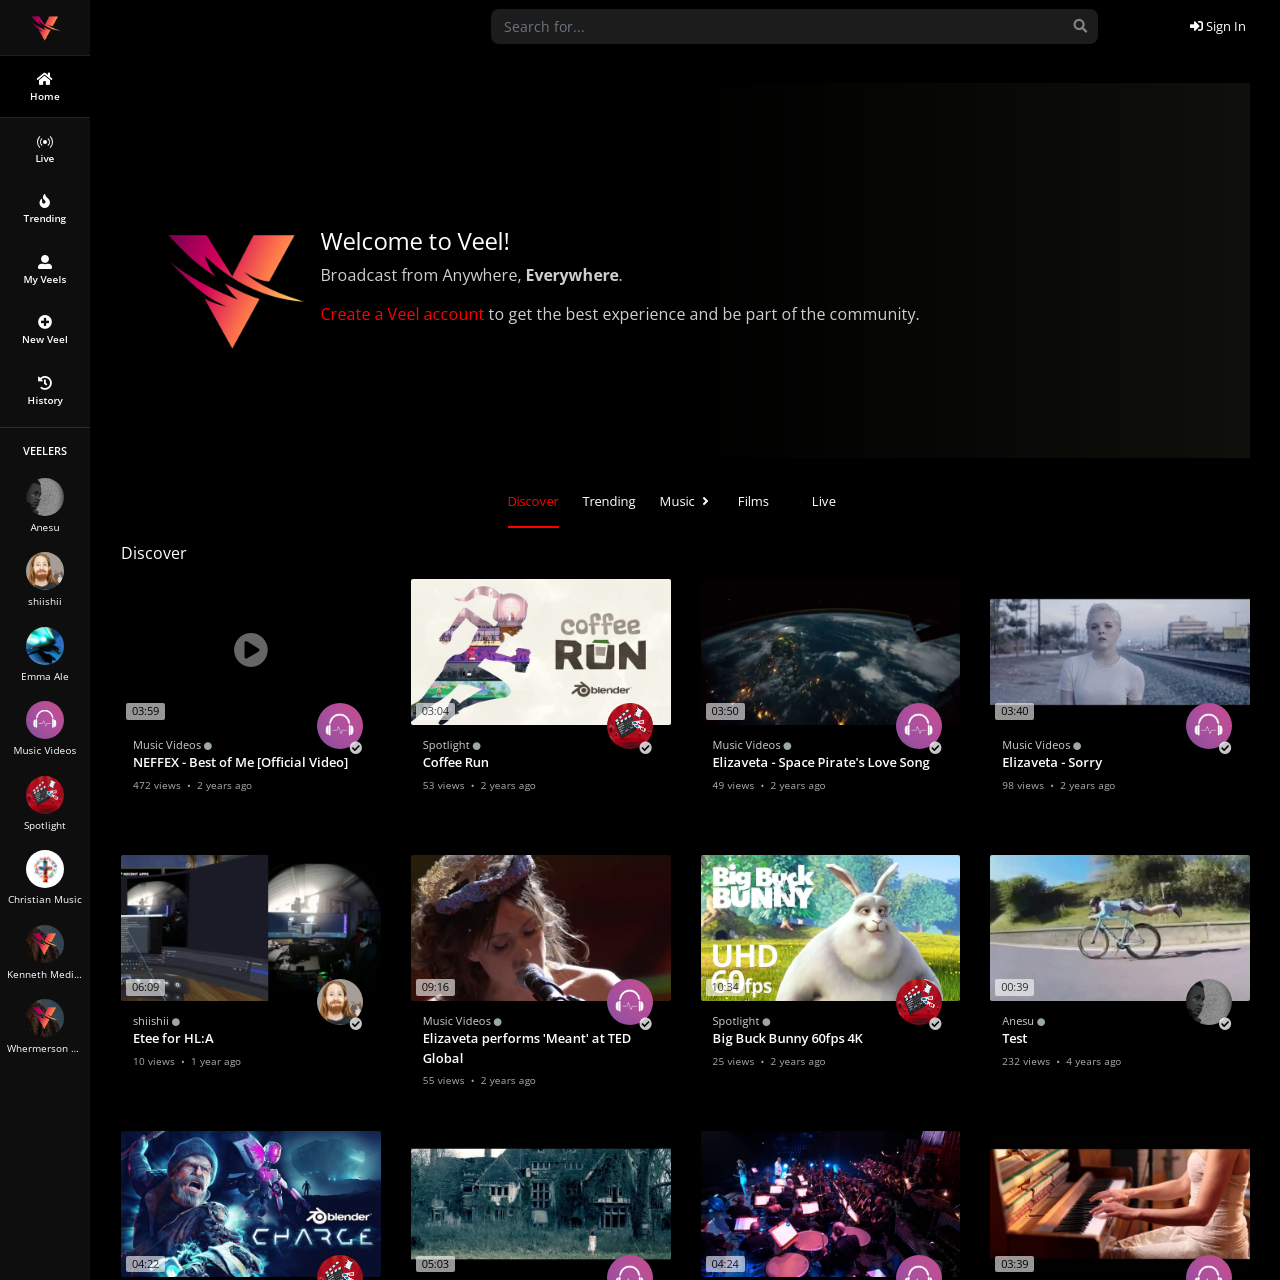 Search for...
Sign In
Home
Live
Trending
My Veels
New Veel
History
VEELERS
Anesu
shiishii
Emma Ale
Music Videos
Spotlight
Christian Music
Kenneth Medi...
Whermerson ...
Welcome to Veel!
Broadcast from Anywhere, Everywhere.
Create a Veel account to get the best experience and be part of the community.
Discover
Trending
Music
Films
Live
Discover
03:59
Music Videos
NEFFEX - Best of Me [Official Video]
472 views • 2 years ago
coffee
RUN
blender
03:04
Spotlight
Coffee Run
53 views • 2 years ago
03:50
Music Videos
Elizaveta - Space Pirate's Love Song
49 views • 2 years ago
03:40
Music Videos
Elizaveta - Sorry
98 views • 2 years ago
RECENT APPS
06:09
shiishii
Etee for HL:A
10 views • 1 year ago
09:16
Music Videos
Elizaveta performs 'Meant' at TED
Global
55 views • 2 years ago
Big Buck
BUNNY
UHD
60fps
10:34
Spotlight
Big Buck Bunny 60fps 4K
25 views • 2 years ago
00:39
Anesu
Test
232 views • 4 years ago
blender
CHARGE
04:22
05:03
04:24
03:39